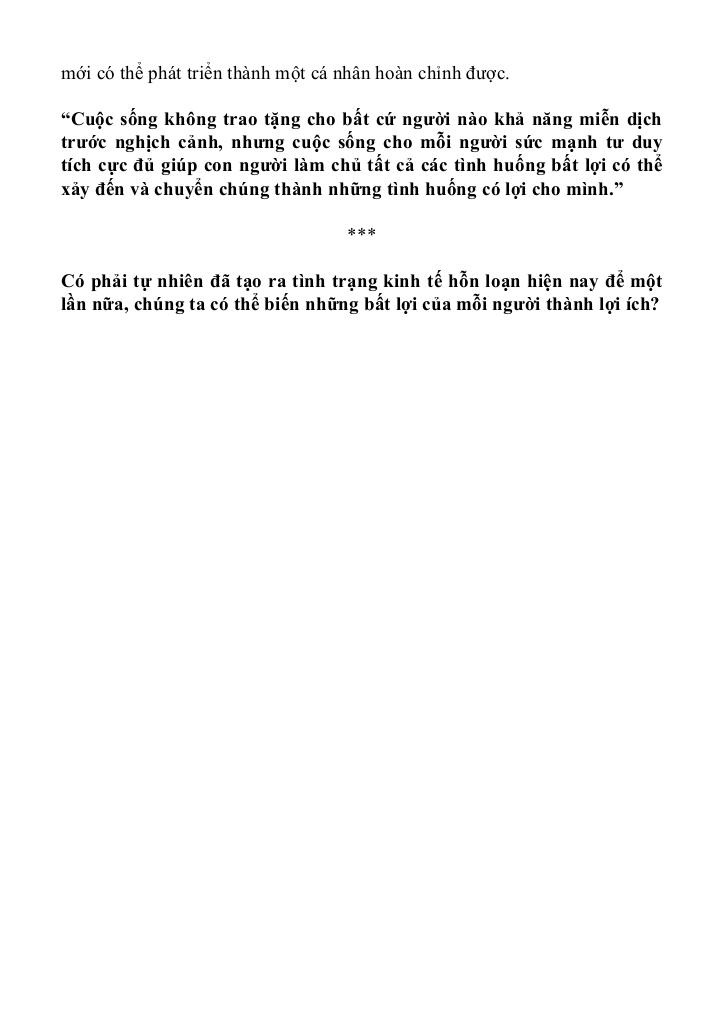 mới có thể phát triển thành một cá nhân hoàn chỉnh được.
“Cuộc sống không trao tặng cho bất cứ người nào khả năng miễn dịch
trước nghịch cảnh, nhưng cuộc sống cho mỗi người sức mạnh tư duy
tích cực đủ giúp con người làm chủ tất cả các tình huống bất lợi có thể
xảy đến và chuyển chúng thành những tình huống có lợi cho mình.”
***
Có phải tự nhiên đã tạo ra tình trạng kinh tế hỗn loạn hiện nay để một
lần nữa, chúng ta có thể biến những bất lợi của mỗi người thành lợi ích?